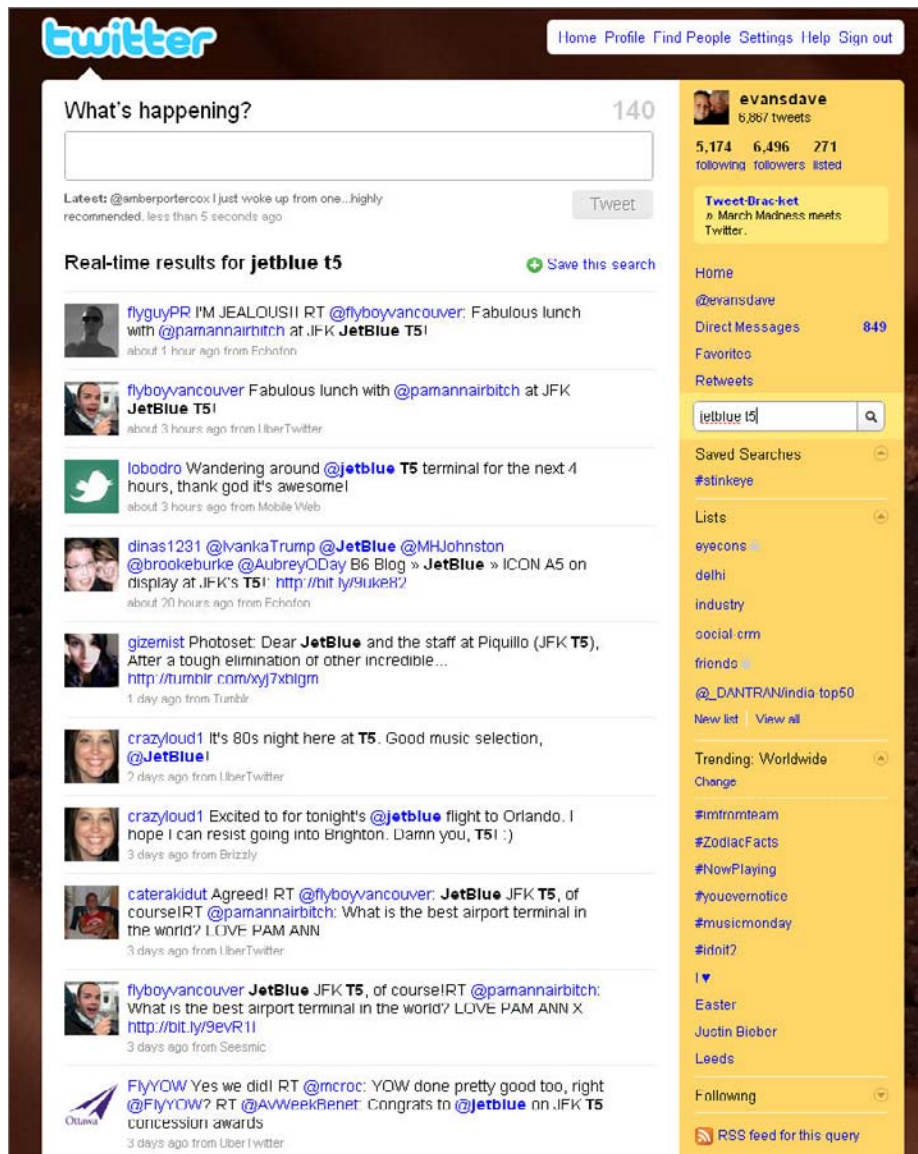 twitter
Home Profile Find People Settings Help Sign out
What's happening?
140
Latest: @amberportercox I just woke up from one...highly
recommended. less than 5 seconds ago
Tweet
Real-time results for jetblue t5
Save this search
flyguyPR I'M JEALOUS!! RT @flyboyvancouver: Fabulous lunch
with @pamannairbitch at JFK JetBlue T5!
about 1 hour ago from Echofon
flyboyvancouver Fabulous lunch with @pamannairbitch at JFK
JetBlue T5!
about 3 hours ago from UberTwitter
lobodro Wandering around @jetblue T5 terminal for the next 4
hours, thank god it's awesome!
about 3 hours ago from Mobile Web
dinas1231 @IvankaTrump @JetBlue @MHJohnston
@brookeburke @AubreyODay B6 Blog » JetBlue » ICON A5 on
display at JFK's T5!: http://bit.ly/9uke82
about 20 hours ago from Echofon
gizemist Photoset: Dear JetBlue and the staff at Piquillo (JFK T5),
After a tough elimination of other incredible...
http://tumblr.com/xyj7xblgm
1 day ago from Tumblr
crazyloud1 It's 80s night here at T5. Good music selection,
@JetBlue!
2 days ago from UberTwitter
crazyloud1 Excited to for tonight's @jetblue flight to Orlando. I
hope I can resist going into Brighton. Damn you, T5! :)
3 days ago from Brizzly
caterakidut Agreed! RT @flyboyvancouver: JetBlue JFK T5, of
course!RT @pamannairbitch: What is the best airport terminal in
the world? LOVE PAM ANN
3 days ago from UberTwitter
flyboyvancouver JetBlue JFK T5, of course!RT @pamannairbitch:
What is the best airport terminal in the world? LOVE PAM ANN X
http://bit.ly/9evR1I
3 days ago from Seesmic
Ottawa
FlyYOW Yes we did! RT @mcroc: YOW done pretty good too, right
@FlyYOW? RT @AvWeekBenet: Congrats to @jetblue on JFK T5
concession awards
3 days ago from UberTwitter
evansdave
6,867 tweets
5,174 6,496 271
following followers listed
Tweet-Brac·ket
n. March Madness meets
Twitter.
Home
@evansdave
Direct Messages 849
Favorites
Retweets
jetblue t5
Saved Searches
#stinkeye
Lists
eyecons
delhi
industry
social-crm
friends
@_DANTRAN/india-top50
New list View all
Trending: Worldwide
Change
#imfromteam
#ZodiacFacts
#NowPlaying
#youevernotice
#musicmonday
#idoit2
I ♥
Easter
Justin Bieber
Leeds
Following
RSS feed for this query